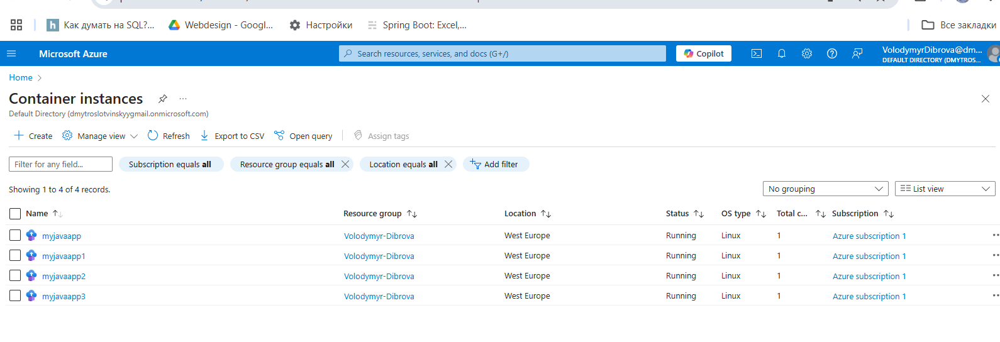 Как думать на SQL?... Webdesign - Googl... Настройки Spring Boot: Excel,... Все закладки
Microsoft Azure Search resources, services, and docs (G+/) Copilot VolodymyrDibrova@dm...
DEFAULT DIRECTORY (DMYTROS...
Home
Container instances ...
Default Directory (dmytroslotvinskyygmail.onmicrosoft.com)
Create Manage view Refresh Export to CSV Open query Assign tags
Filter for any field... Subscription equals all Resource group equals all Location equals all Add filter
Showing 1 to 4 of 4 records. No grouping List view
Name Resource group Location Status OS type Total c... Subscription
myjavaapp Volodymyr-Dibrova West Europe Running Linux 1 Azure subscription 1
myjavaapp1 Volodymyr-Dibrova West Europe Running Linux 1 Azure subscription 1
myjavaapp2 Volodymyr-Dibrova West Europe Running Linux 1 Azure subscription 1
myjavaapp3 Volodymyr-Dibrova West Europe Running Linux 1 Azure subscription 1